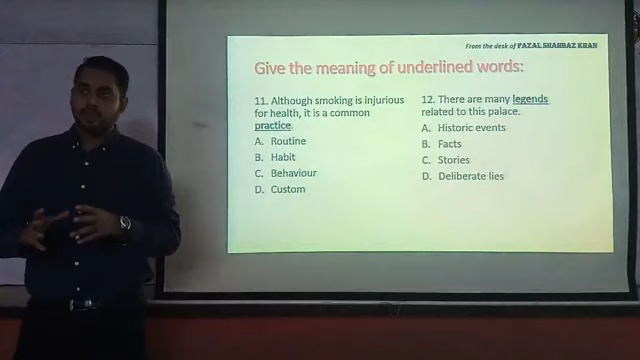 From the desk of FAZAL SHAHBAZ KHAN
Give the meaning of underlined words:
11. Although smoking is injurious
for health, it is a common
practice.
A. Routine
B. Habit
C. Behaviour
D. Custom
12. There are many legends
related to this palace.
A. Historic events
B. Facts
C. Stories
D. Deliberate lies